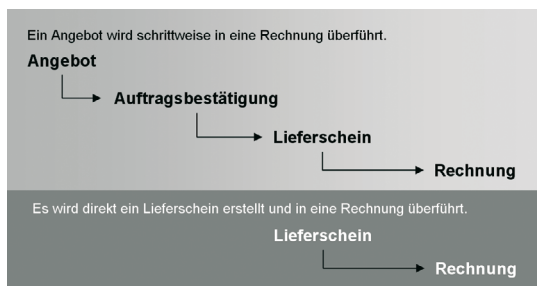 Ein Angebot wird schrittweise in eine Rechnung überführt.
Angebot
Auftragsbestätigung
Lieferschein
Rechnung
Es wird direkt ein Lieferschein erstellt und in eine Rechnung überführt.
Lieferschein
Rechnung